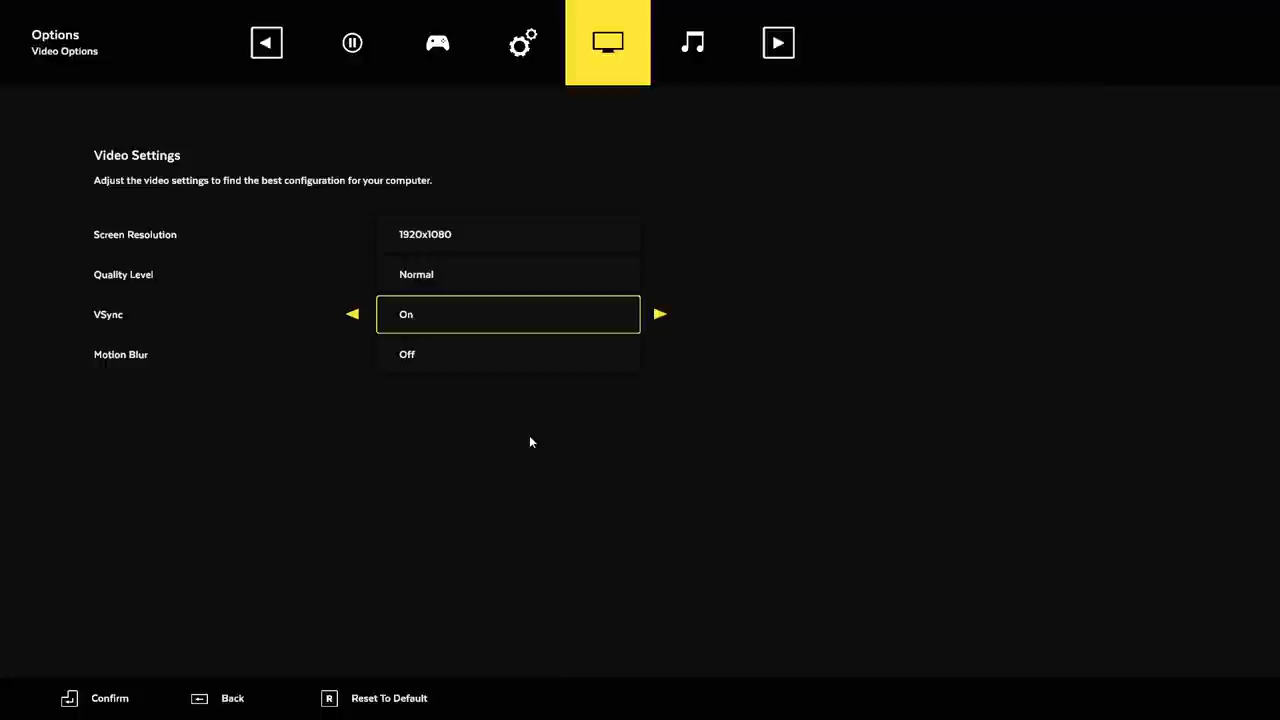 Options
Video Options
Video Settings
Adjust the video settings to find the best configuration for your computer.
Screen Resolution 1920x1080
Quality Level Normal
VSync On
Motion Blur Off
Confirm Back R Reset To Default